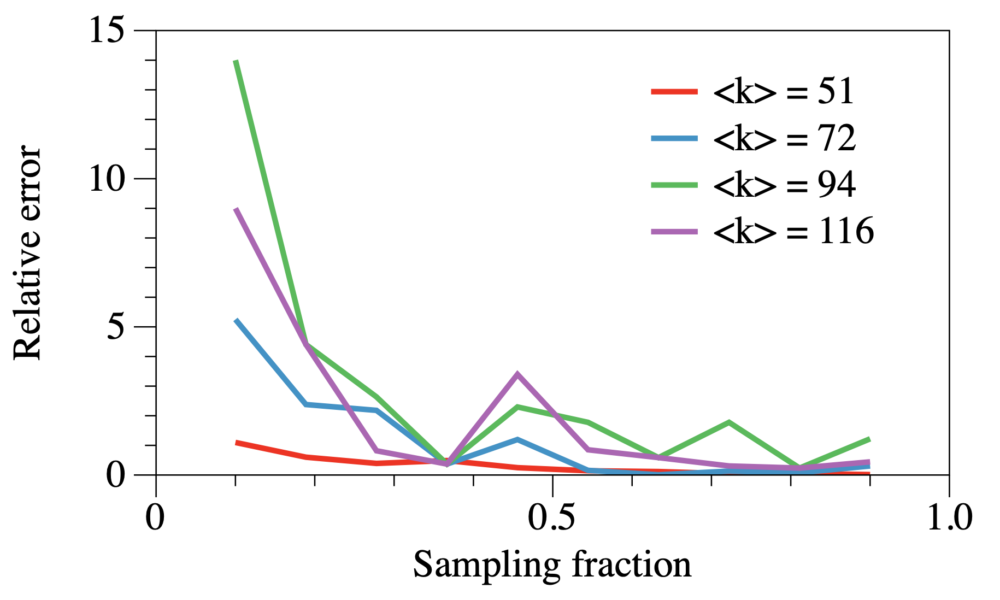 15
10
5
0
Relative error
<k> = 51
<k> = 72
<k> = 94
<k> = 116
0
0.5
1.0
Sampling fraction